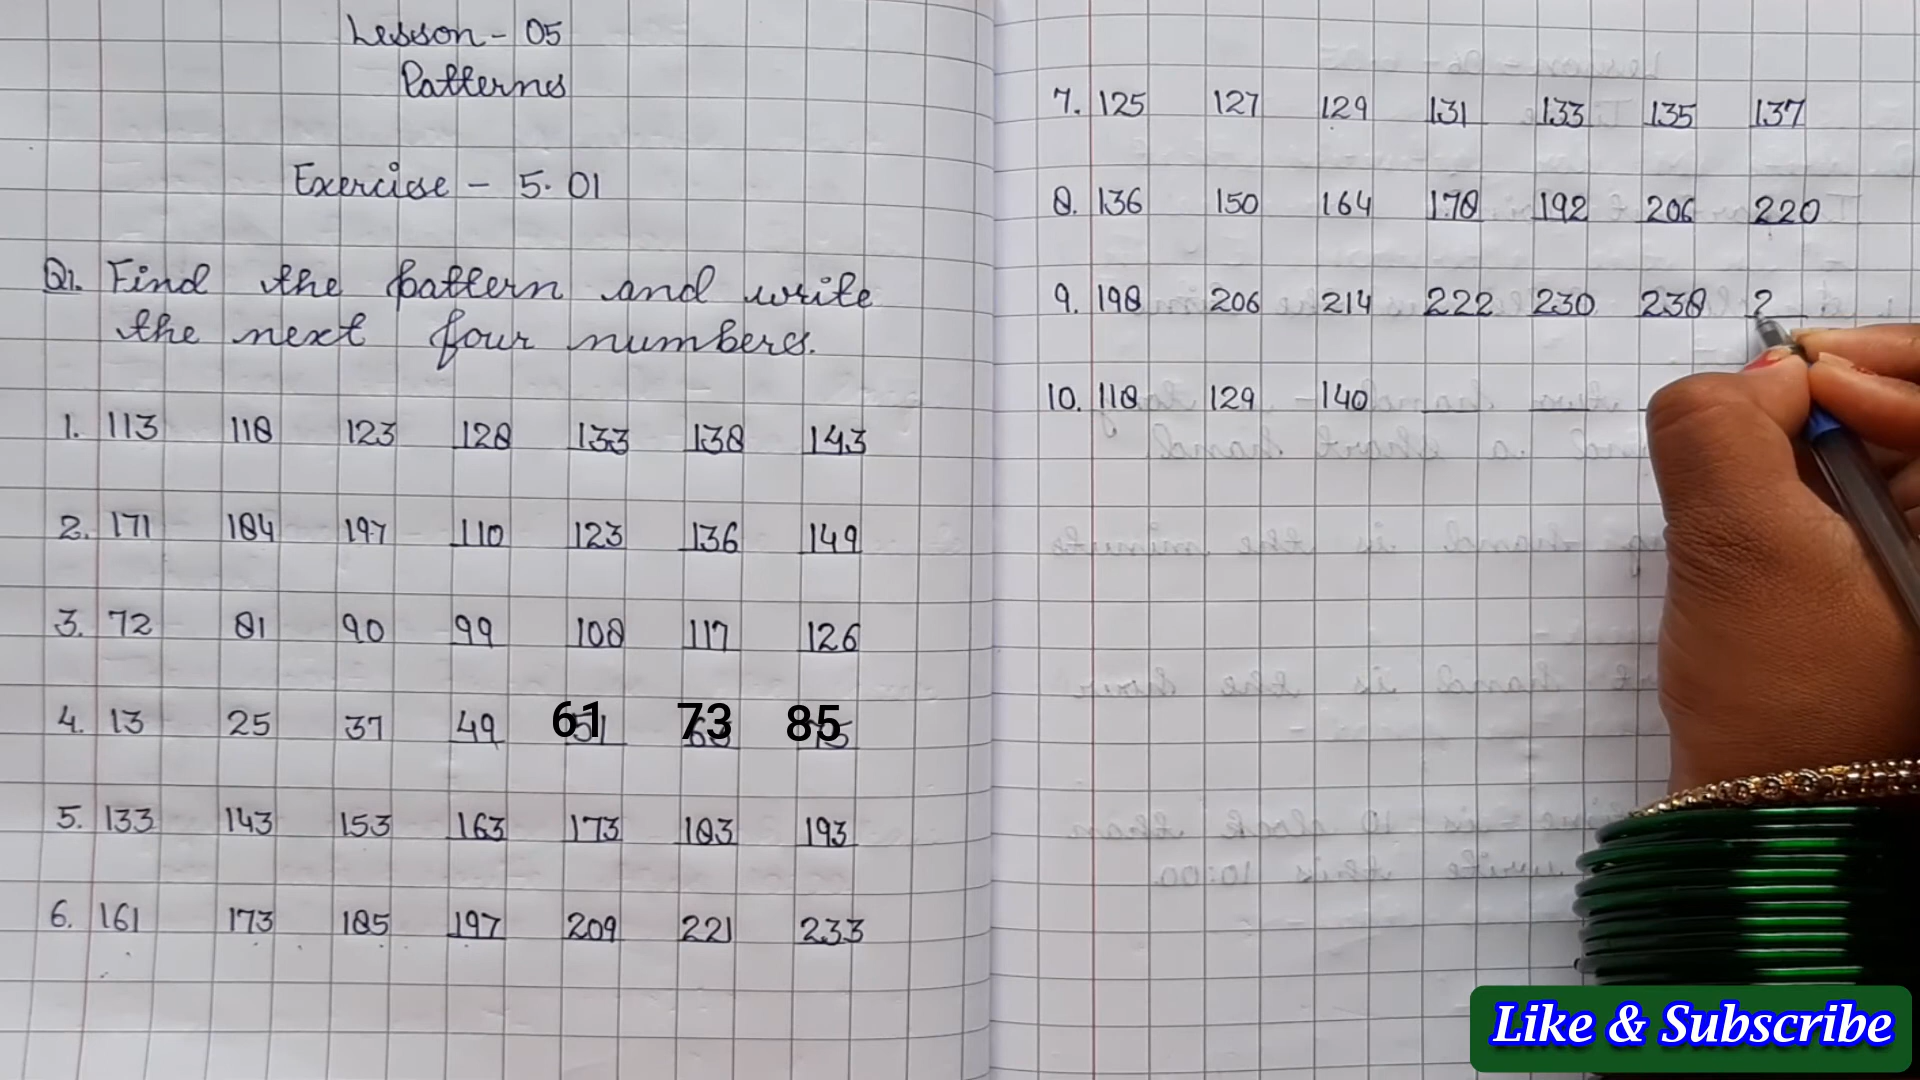 Lesson - 05
Patterns
Exercise - 5.01
Q1. Find the pattern and write
the next four numbers.
1. 113 118 123 128 133 138 143
2. 171 184 197 110 123 136 149
3. 72 81 90 99 108 117 126
4. 13 25 37 49 61 73 85
5. 133 143 153 163 173 183 193
6. 161 173 185 197 209 221 233
7. 125 127 129 131 133 135 137
8. 136 150 164 178 192 206 220
9. 198 206 214 222 230 238 2
10. 118 129 140
Like & Subscribe